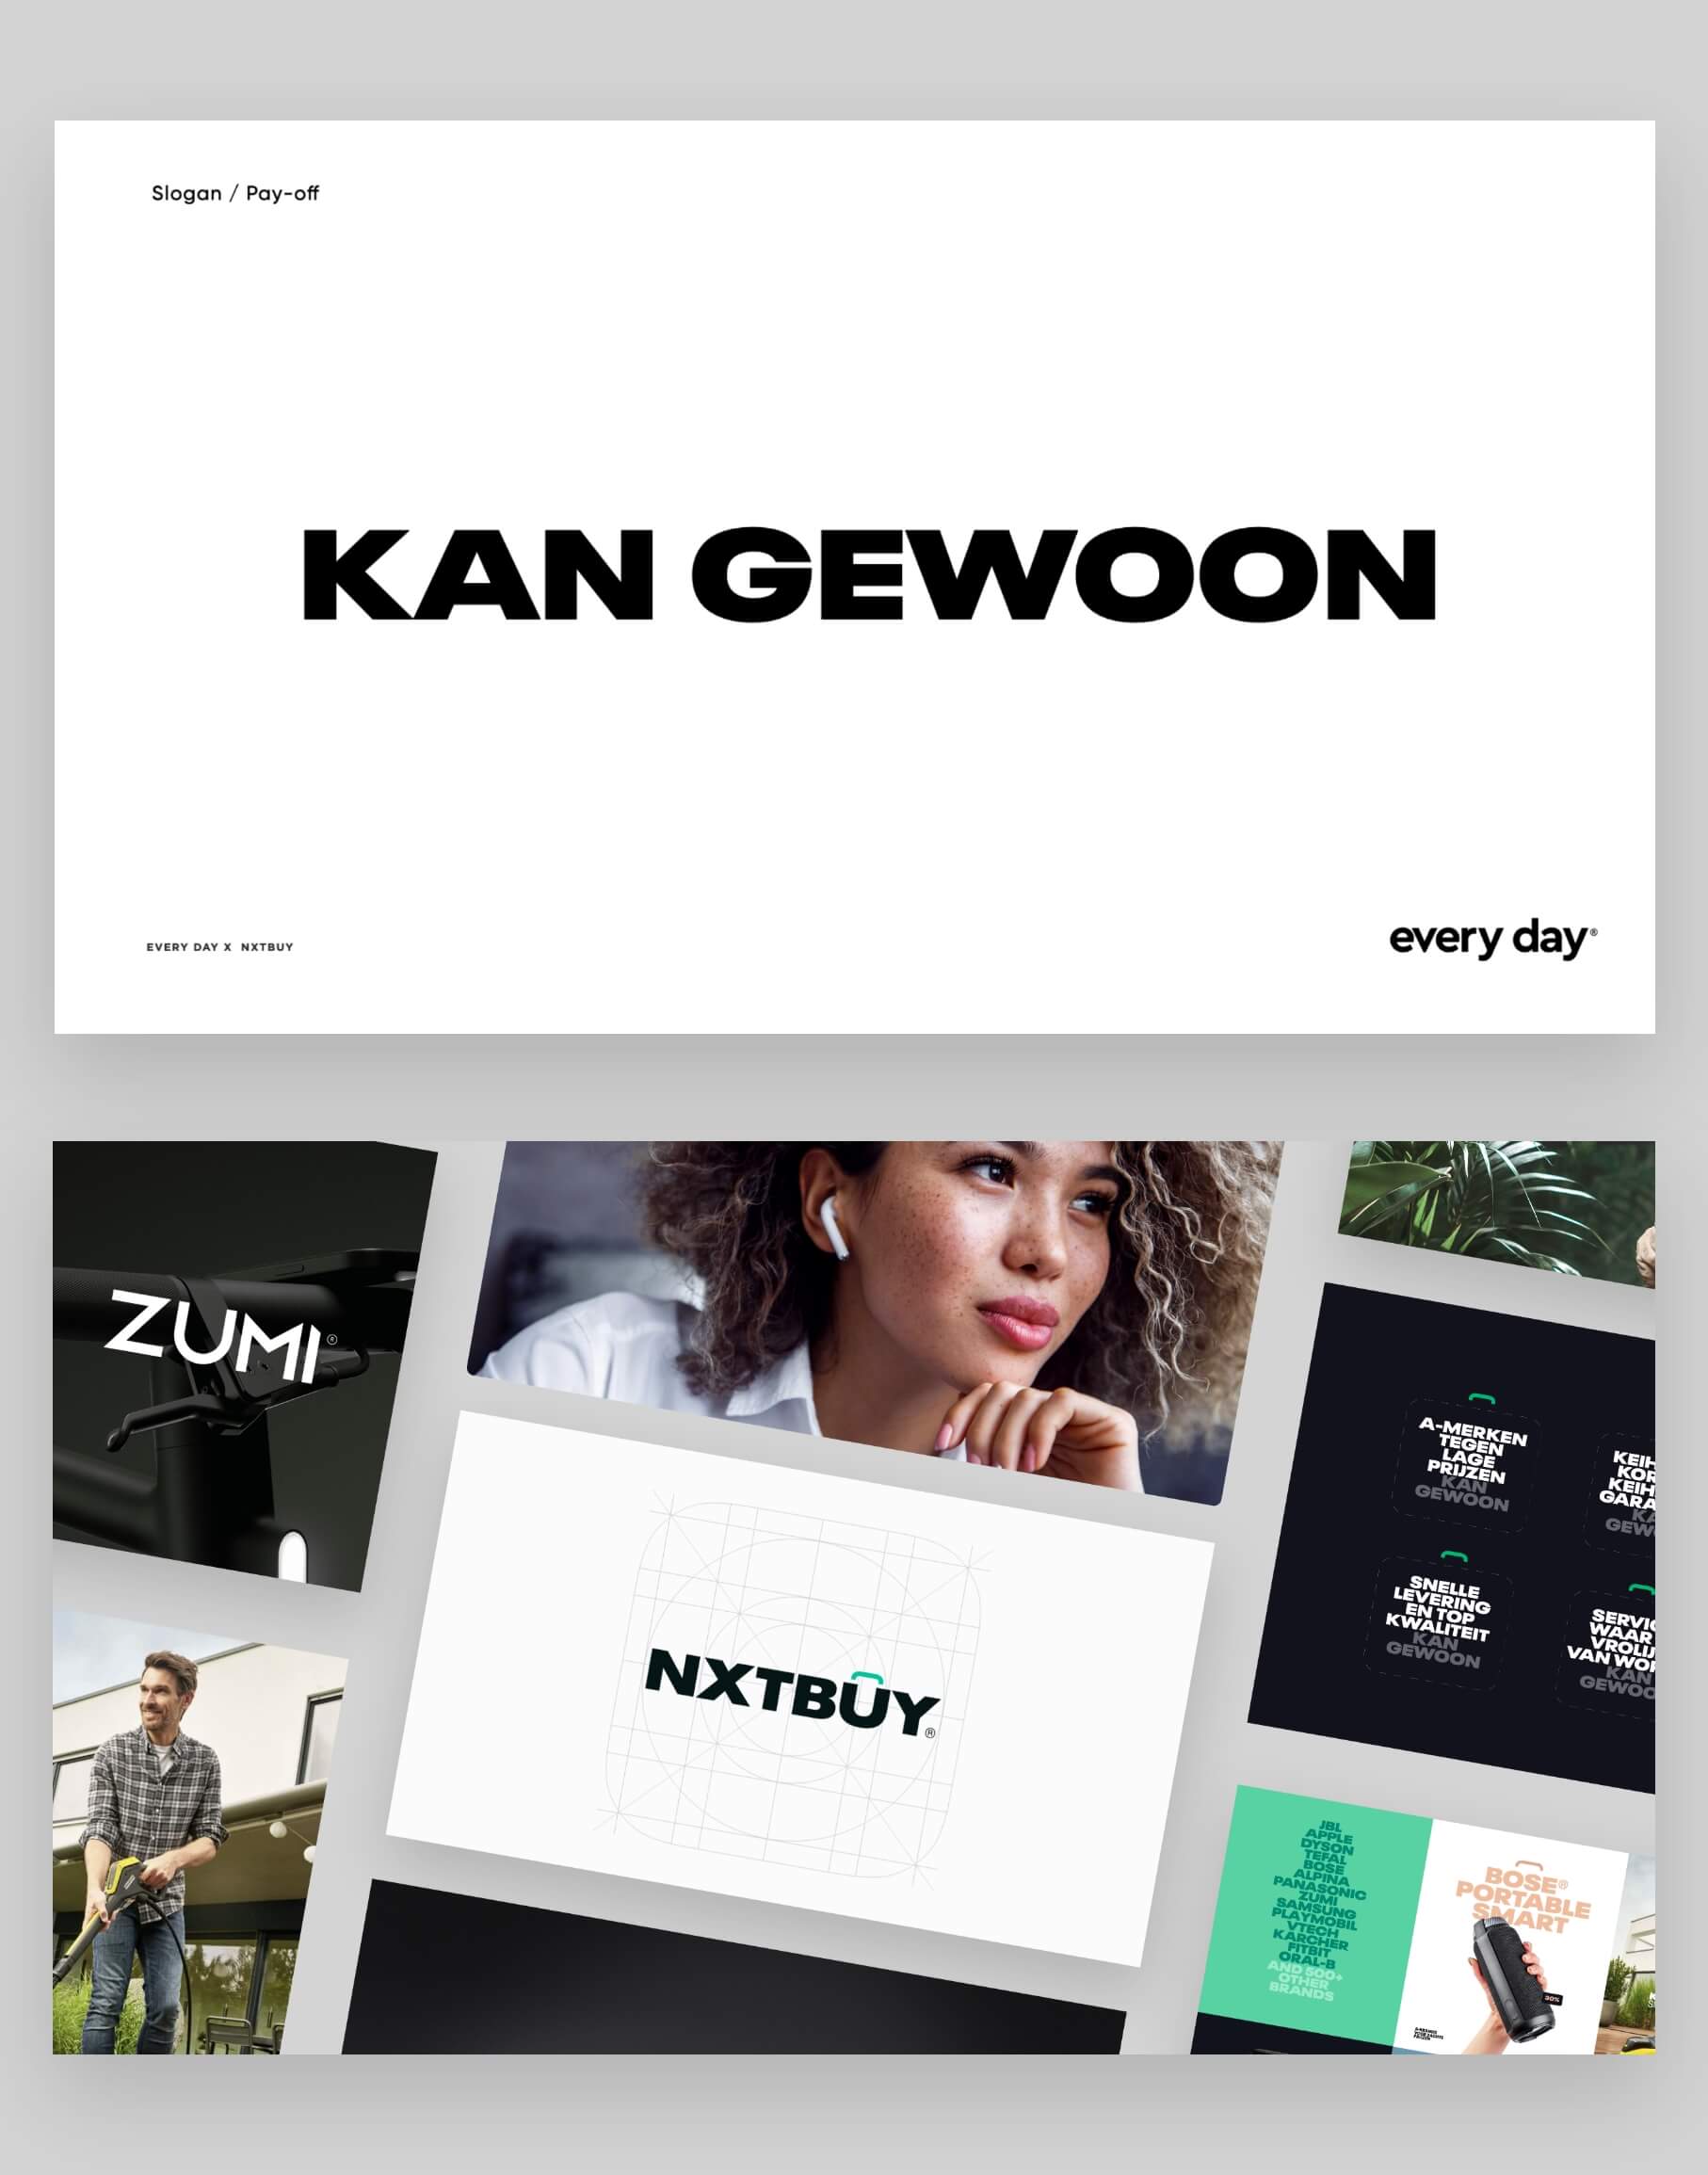 Slogan / Pay-off
KAN GEWOON
EVERY DAY X NXTBUY
every day®
ZUMI®
NXTBUY®
A-MERKEN
TEGEN
LAGE
PRIJZEN
KAN
GEWOON
SNELLE
LEVERING
EN TOP
KWALITEIT
KAN
GEWOON
KEIH
KOR
KEIH
GARA
KA
GEW
SERVIC
WAAR
VROLIJ
VAN WOR
KAN
GEWOO
JBL
APPLE
DYSON
TEFAL
BOSE
ALPINA
PANASONIC
ZUMI
SAMSUNG
PLAYMOBIL
VTECH
KARCHER
FITBIT
ORAL-B
AND 500+
OTHER
BRANDS
BOSE®
PORTABLE
SMART
30%